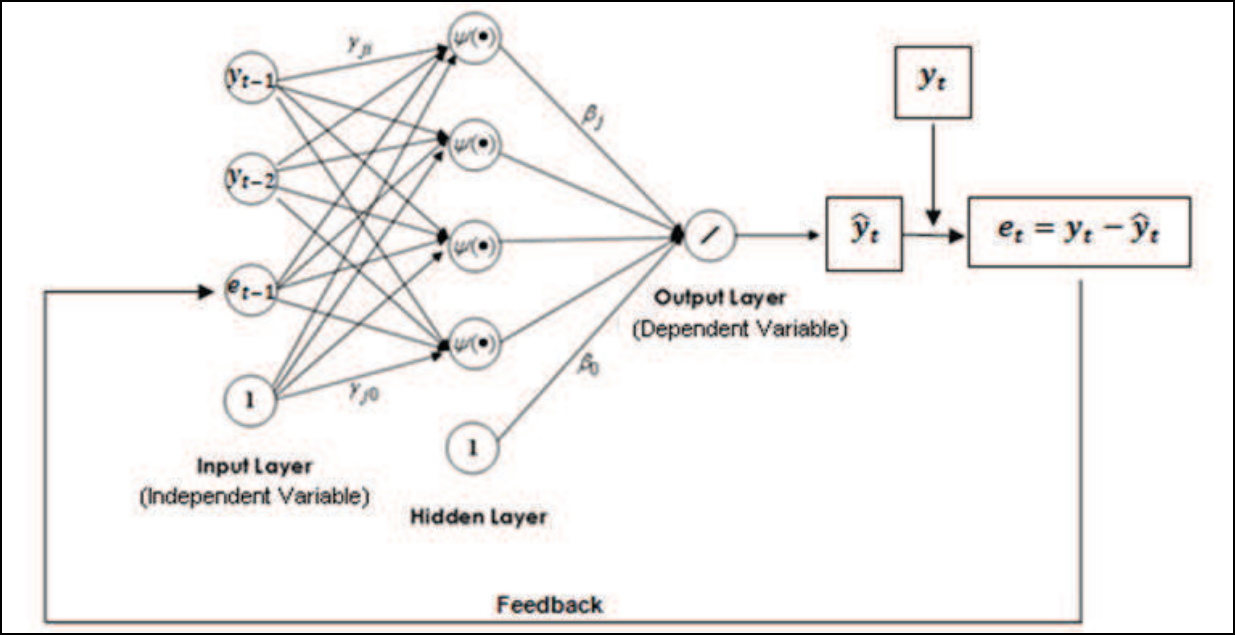 y_{t-1}
y_{t-2}
e_{t-1}
1
γ_{ji}
γ_{j0}
Input Layer
(Independent Variable)
ψ(•)
ψ(•)
ψ(•)
ψ(•)
1
Hidden Layer
β_j
β_0
Output Layer
(Dependent Variable)
y_t
ŷ_t
e_t = y_t − ŷ_t
Feedback